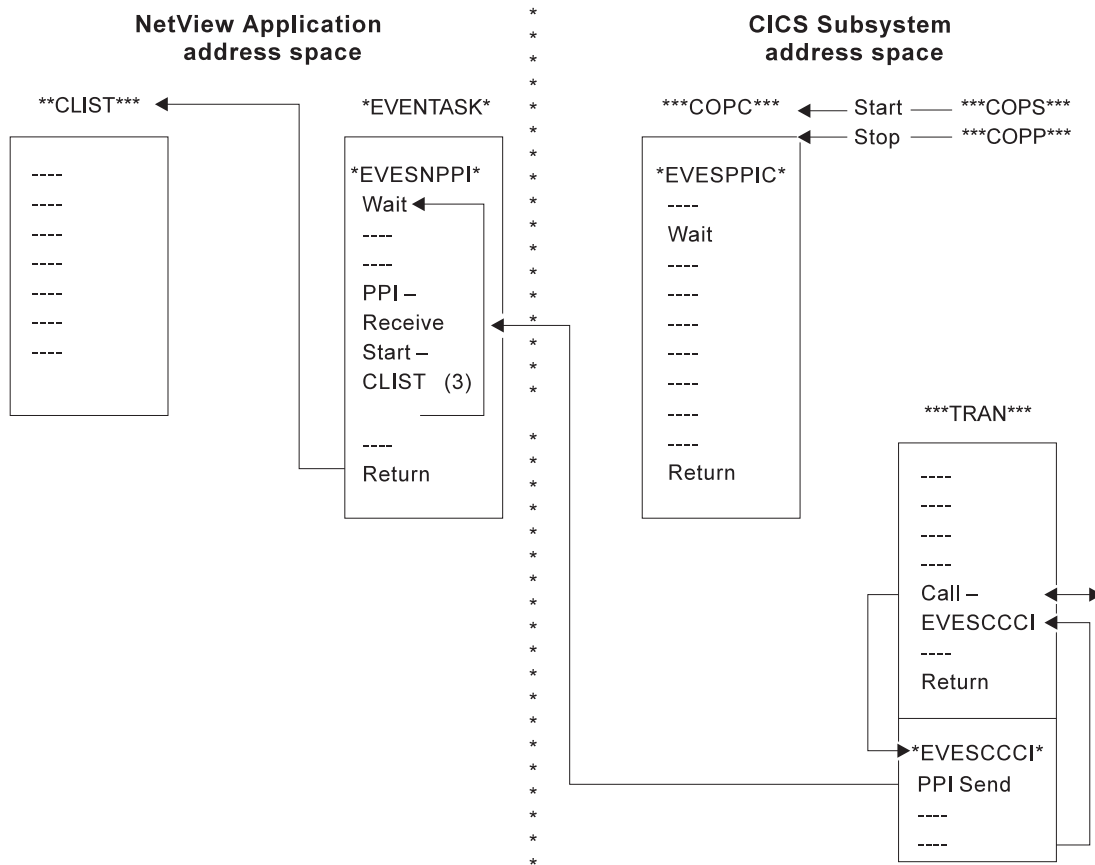 NetView Application
address space
CICS Subsystem
address space
**CLIST***
*EVENTASK*
***COPC***
Start
***COPS***
Stop
***COPP***
----
----
----
----
----
----
----
*EVESNPPI*
Wait
----
----
PPI –
Receive
Start –
CLIST (3)
----
Return
*EVESPPIC*
----
Wait
----
----
----
----
----
----
----
Return
***TRAN***
----
----
----
----
Call –
EVESCCCI
----
Return
*EVESCCCI*
PPI Send
----
----